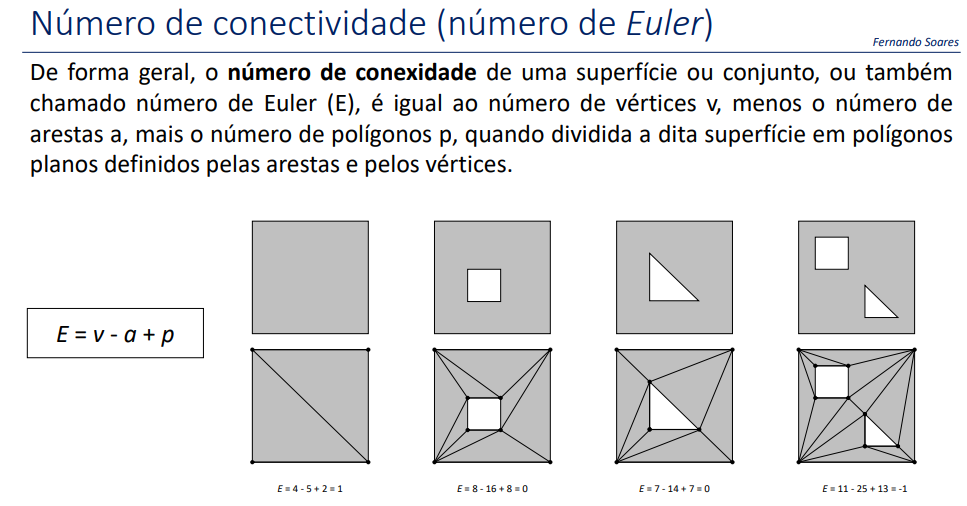 Número de conectividade (número de Euler)
Fernando Soares
De forma geral, o número de conexidade de uma superfície ou conjunto, ou também
chamado número de Euler (E), é igual ao número de vértices v, menos o número de
arestas a, mais o número de polígonos p, quando dividida a dita superfície em polígonos
planos definidos pelas arestas e pelos vértices.
E = v - a + p
E = 4 - 5 + 2 = 1
E = 8 - 16 + 8 = 0
E = 7 - 14 + 7 = 0
E = 11 - 25 + 13 = -1